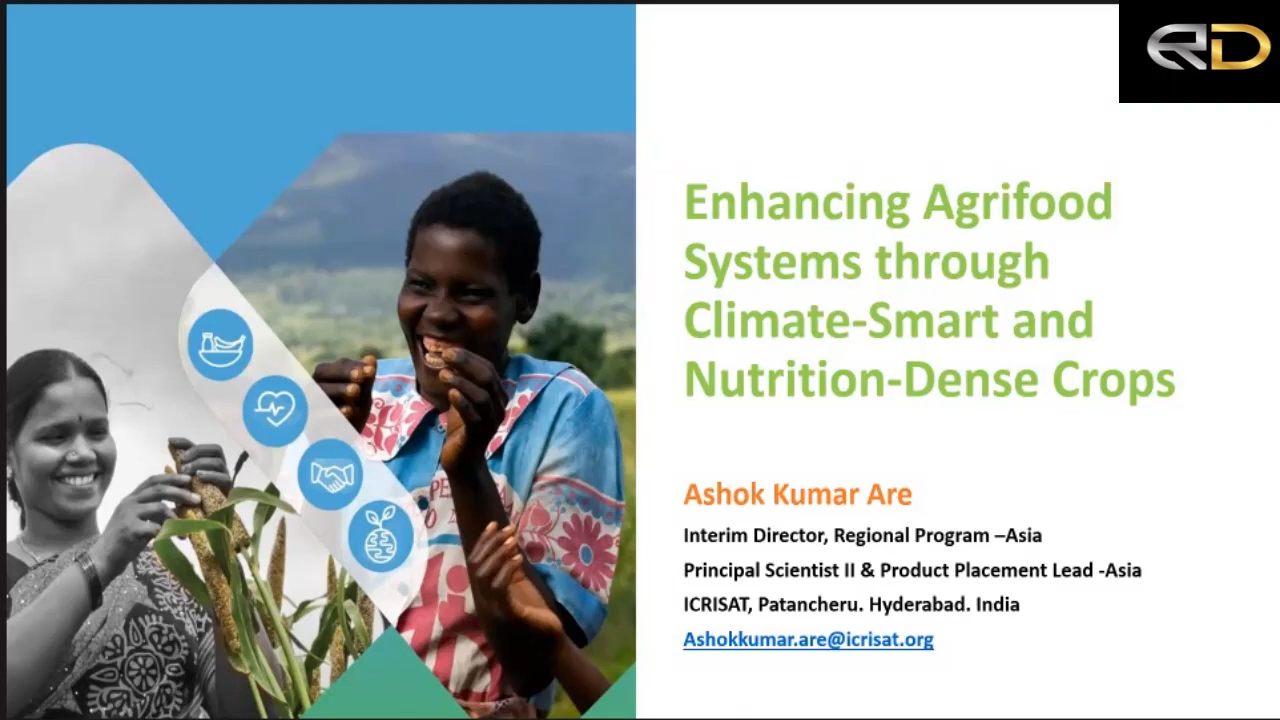 RD
Enhancing Agrifood
Systems through
Climate-Smart and
Nutrition-Dense Crops
Ashok Kumar Are
Interim Director, Regional Program –Asia
Principal Scientist II & Product Placement Lead -Asia
ICRISAT, Patancheru. Hyderabad. India
Ashokkumar.are@icrisat.org